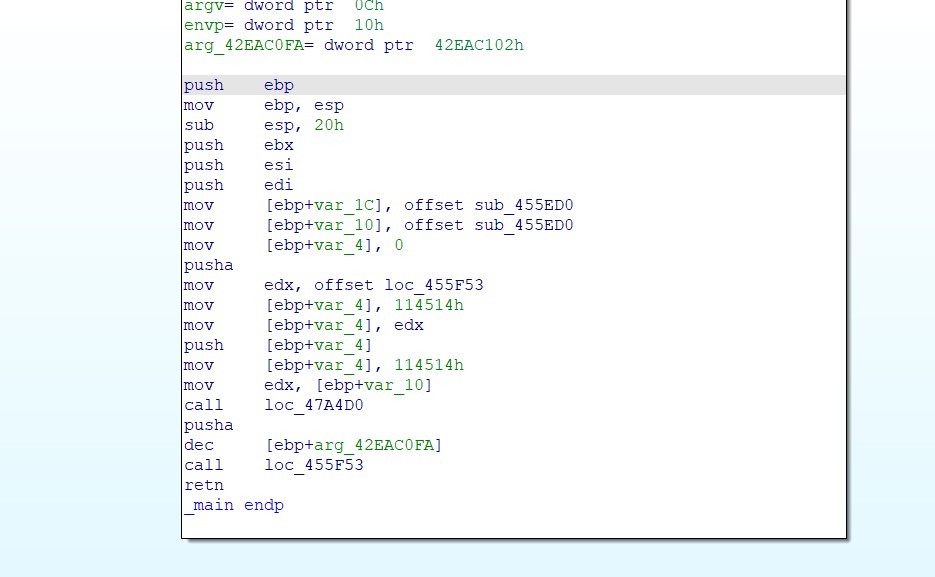 argv= dword ptr  0Ch
envp= dword ptr  10h
arg_42EAC0FA= dword ptr  42EAC102h
push    ebp
mov     ebp, esp
sub     esp, 20h
push    ebx
push    esi
push    edi
mov     [ebp+var_1C], offset sub_455ED0
mov     [ebp+var_10], offset sub_455ED0
mov     [ebp+var_4], 0
pusha
mov     edx, offset loc_455F53
mov     [ebp+var_4], 114514h
mov     [ebp+var_4], edx
push    [ebp+var_4]
mov     [ebp+var_4], 114514h
mov     edx, [ebp+var_10]
call    loc_47A4D0
pusha
dec     [ebp+arg_42EAC0FA]
call    loc_455F53
retn
_main endp